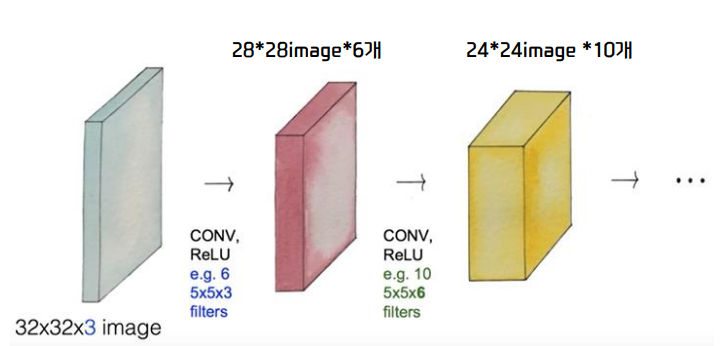 28*28image*6개
24*24image *10개
CONV,
ReLU
e.g. 6
5x5x3
filters
CONV,
ReLU
e.g. 10
5x5x6
filters
...
32x32x3 image